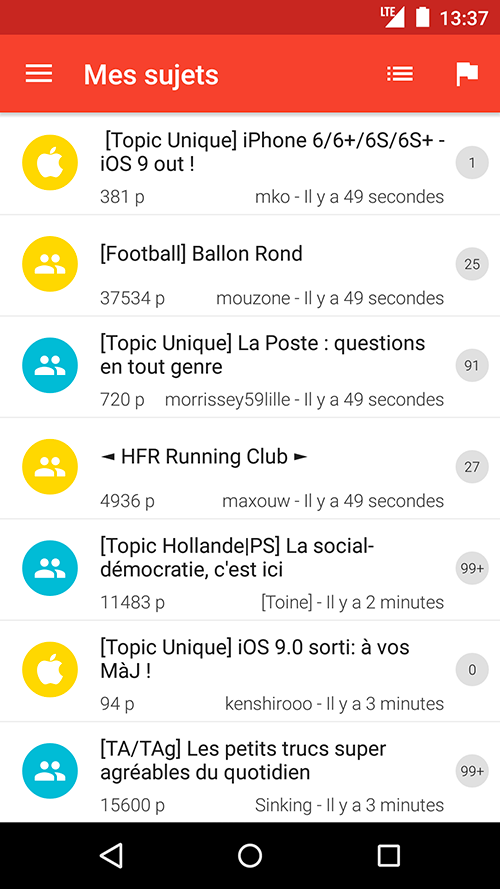 LTE 13:37
Mes sujets
[Topic Unique] iPhone 6/6+/6S/6S+ -
iOS 9 out !
1
381 p mko - Il y a 49 secondes
[Football] Ballon Rond
25
37534 p mouzone - Il y a 49 secondes
[Topic Unique] La Poste : questions
en tout genre
91
720 p morrissey59lille - Il y a 49 secondes
◄ HFR Running Club ►
27
4936 p maxouw - Il y a 49 secondes
[Topic Hollande|PS] La social-
démocratie, c'est ici
99+
11483 p [Toine] - Il y a 2 minutes
[Topic Unique] iOS 9.0 sorti: à vos
MàJ !
0
94 p kenshirooo - Il y a 3 minutes
[TA/TAg] Les petits trucs super
agréables du quotidien
99+
15600 p Sinking - Il y a 3 minutes